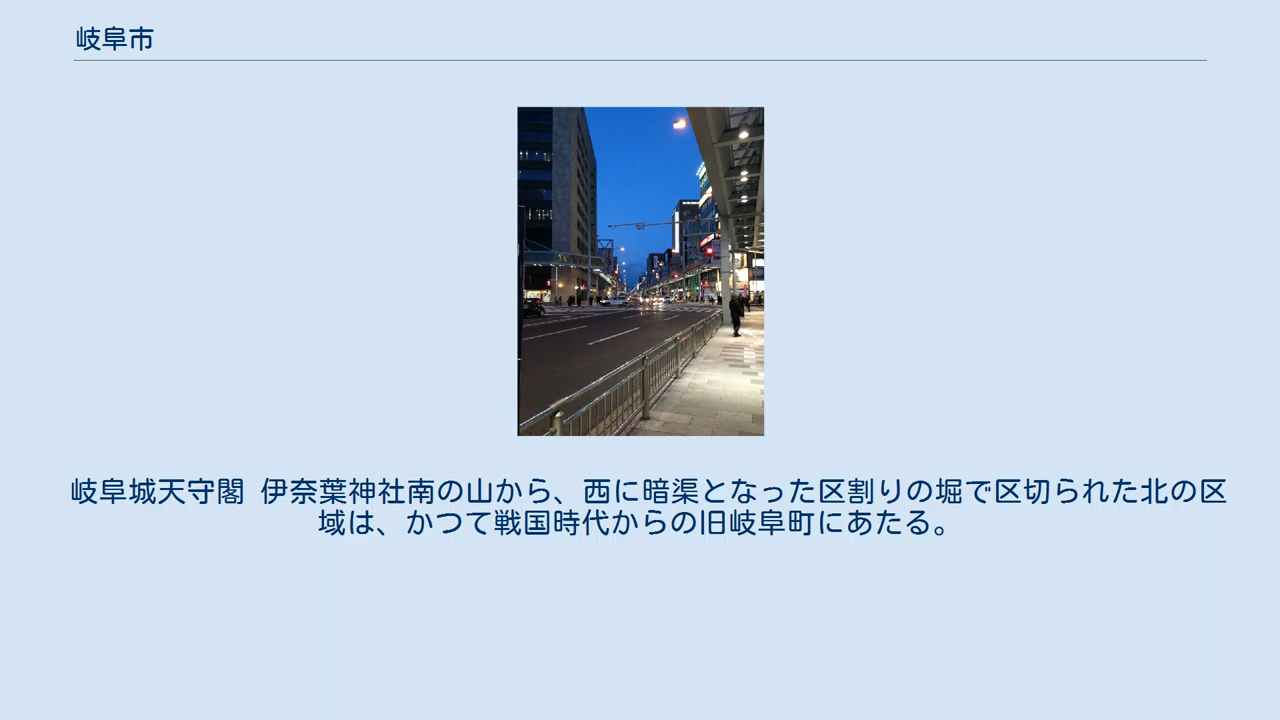 岐阜市
岐阜城天守閣 伊奈葉神社南の山から、西に暗渠となった区割りの堀で区切られた北の区
域は、かつて戦国時代からの旧岐阜町にあたる。